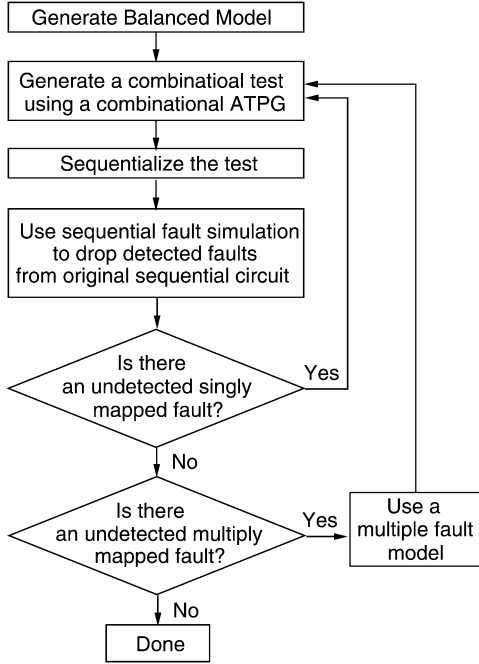 Generate Balanced Model
Generate a combinatioal test
using a combinational ATPG
Sequentialize the test
Use sequential fault simulation
to drop detected faults
from original sequential circuit
Is there
an undetected singly
mapped fault?
Yes
No
Is there
an undetected multiply
mapped fault?
Yes
Use a
multiple fault
model
No
Done